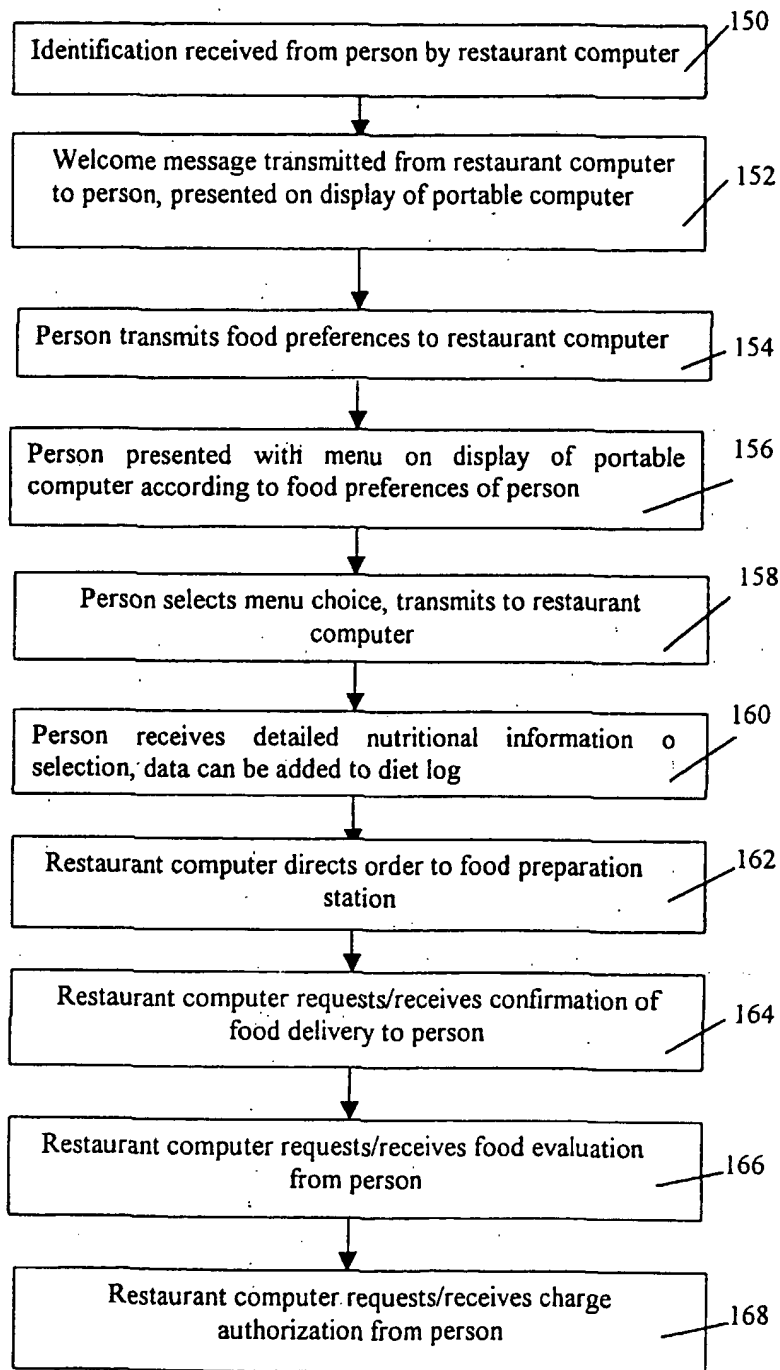 150
Identification received from person by restaurant computer
Welcome message transmitted from restaurant computer
to person, presented on display of portable computer
152
Person transmits food preferences to restaurant computer
154
Person presented with menu on display of portable
computer according to food preferences of person
156
Person selects menu choice, transmits to restaurant
computer
158
Person receives detailed nutritional information o
selection, data can be added to diet log
160
Restaurant computer directs order to food preparation
station
162
Restaurant computer requests/receives confirmation of
food delivery to person
164
Restaurant computer requests/receives food evaluation
from person
166
Restaurant computer requests/receives charge
authorization from person
168